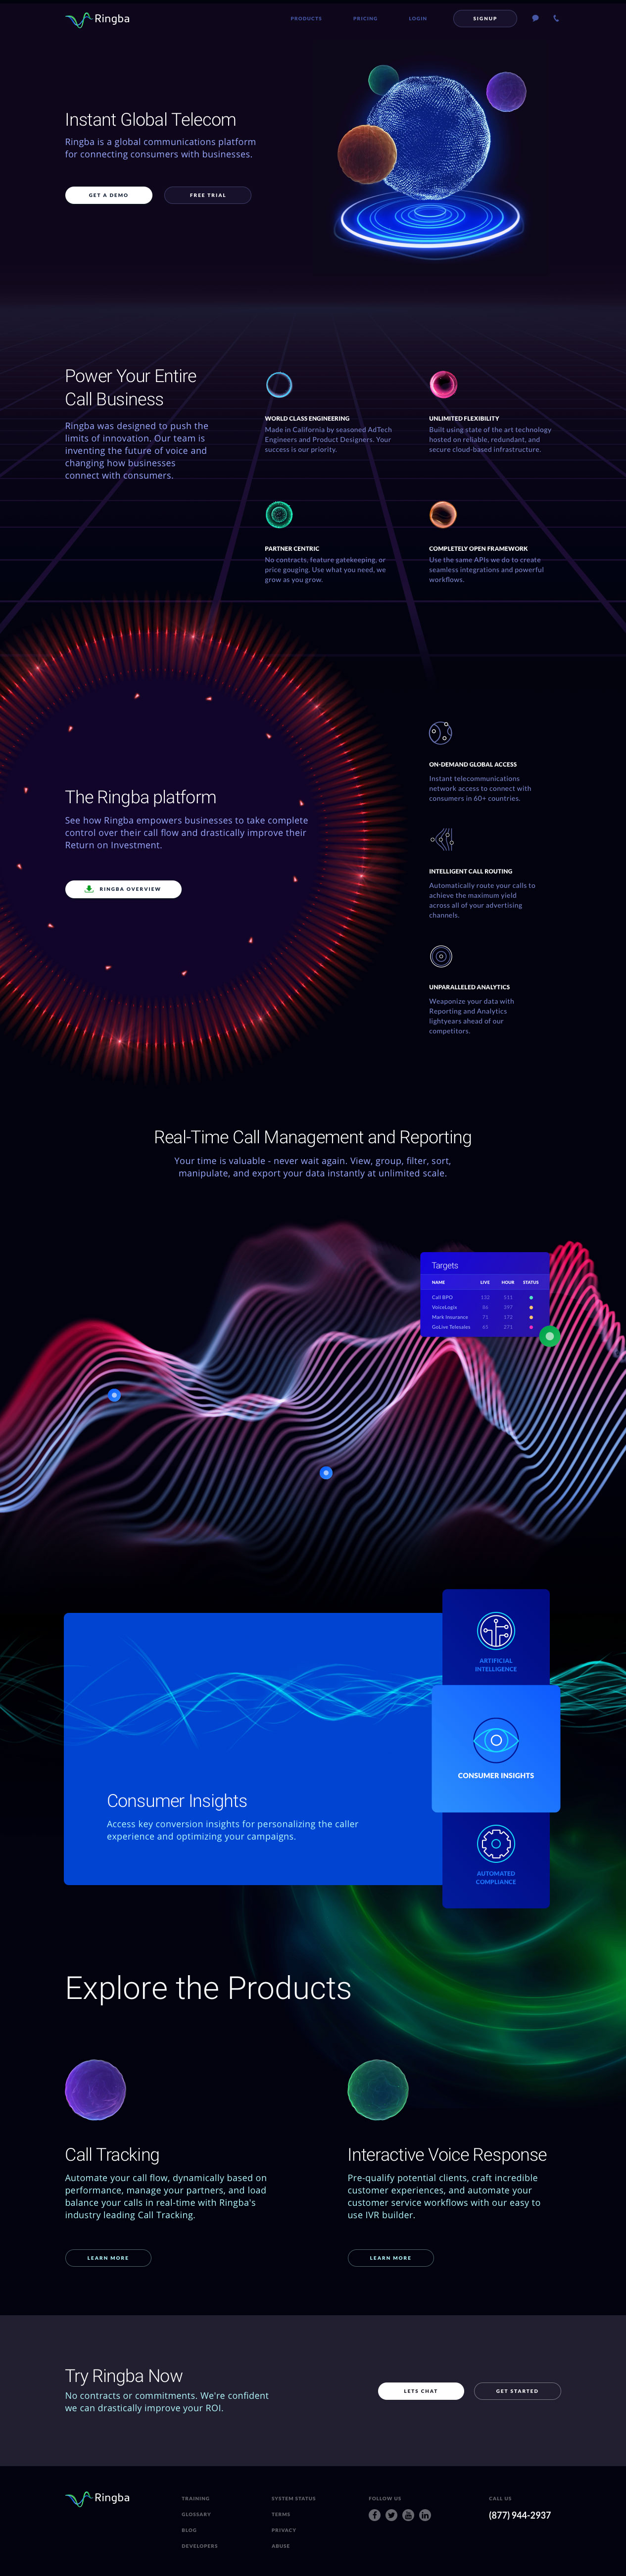 Ringba
PRODUCTS
PRICING
LOGIN
SIGNUP
Instant Global Telecom
Ringba is a global communications platform
for connecting consumers with businesses.
GET A DEMO
FREE TRIAL
Power Your Entire
Call Business
Ringba was designed to push the
limits of innovation. Our team is
inventing the future of voice and
changing how businesses
connect with consumers.
WORLD CLASS ENGINEERING
Made in California by seasoned AdTech
Engineers and Product Designers. Your
success is our priority.
UNLIMITED FLEXIBILITY
Built using state of the art technology
hosted on reliable, redundant, and
secure cloud-based infrastructure.
PARTNER CENTRIC
No contracts, feature gatekeeping, or
price gouging. Use what you need, we
grow as you grow.
COMPLETELY OPEN FRAMEWORK
Use the same APIs we do to create
seamless integrations and powerful
workflows.
The Ringba platform
See how Ringba empowers businesses to take complete
control over their call flow and drastically improve their
Return on Investment.
RINGBA OVERVIEW
ON-DEMAND GLOBAL ACCESS
Instant telecommunications
network access to connect with
consumers in 60+ countries.
INTELLIGENT CALL ROUTING
Automatically route your calls to
achieve the maximum yield
across all of your advertising
channels.
UNPARALLELED ANALYTICS
Weaponize your data with
Reporting and Analytics
lightyears ahead of our
competitors.
Real-Time Call Management and Reporting
Your time is valuable - never wait again. View, group, filter, sort,
manipulate, and export your data instantly at unlimited scale.
Targets
NAME LIVE HOUR STATUS
Call BPO 132 511
VoiceLogix 86 397
Mark Insurance 71 172
GoLive Telesales 63 271
ARTIFICIAL
INTELLIGENCE
CONSUMER INSIGHTS
AUTOMATED
COMPLIANCE
Consumer Insights
Access key conversion insights for personalizing the caller
experience and optimizing your campaigns.
Explore the Products
Call Tracking
Automate your call flow, dynamically based on
performance, manage your partners, and load
balance your calls in real-time with Ringba's
industry leading Call Tracking.
LEARN MORE
Interactive Voice Response
Pre-qualify potential clients, craft incredible
customer experiences, and automate your
customer service workflows with our easy to
use IVR builder.
LEARN MORE
Try Ringba Now
No contracts or commitments. We're confident
we can drastically improve your ROI.
LETS CHAT
GET STARTED
Ringba
TRAINING
GLOSSARY
BLOG
DEVELOPERS
SYSTEM STATUS
TERMS
PRIVACY
ABUSE
FOLLOW US
CALL US
(877) 944-2937